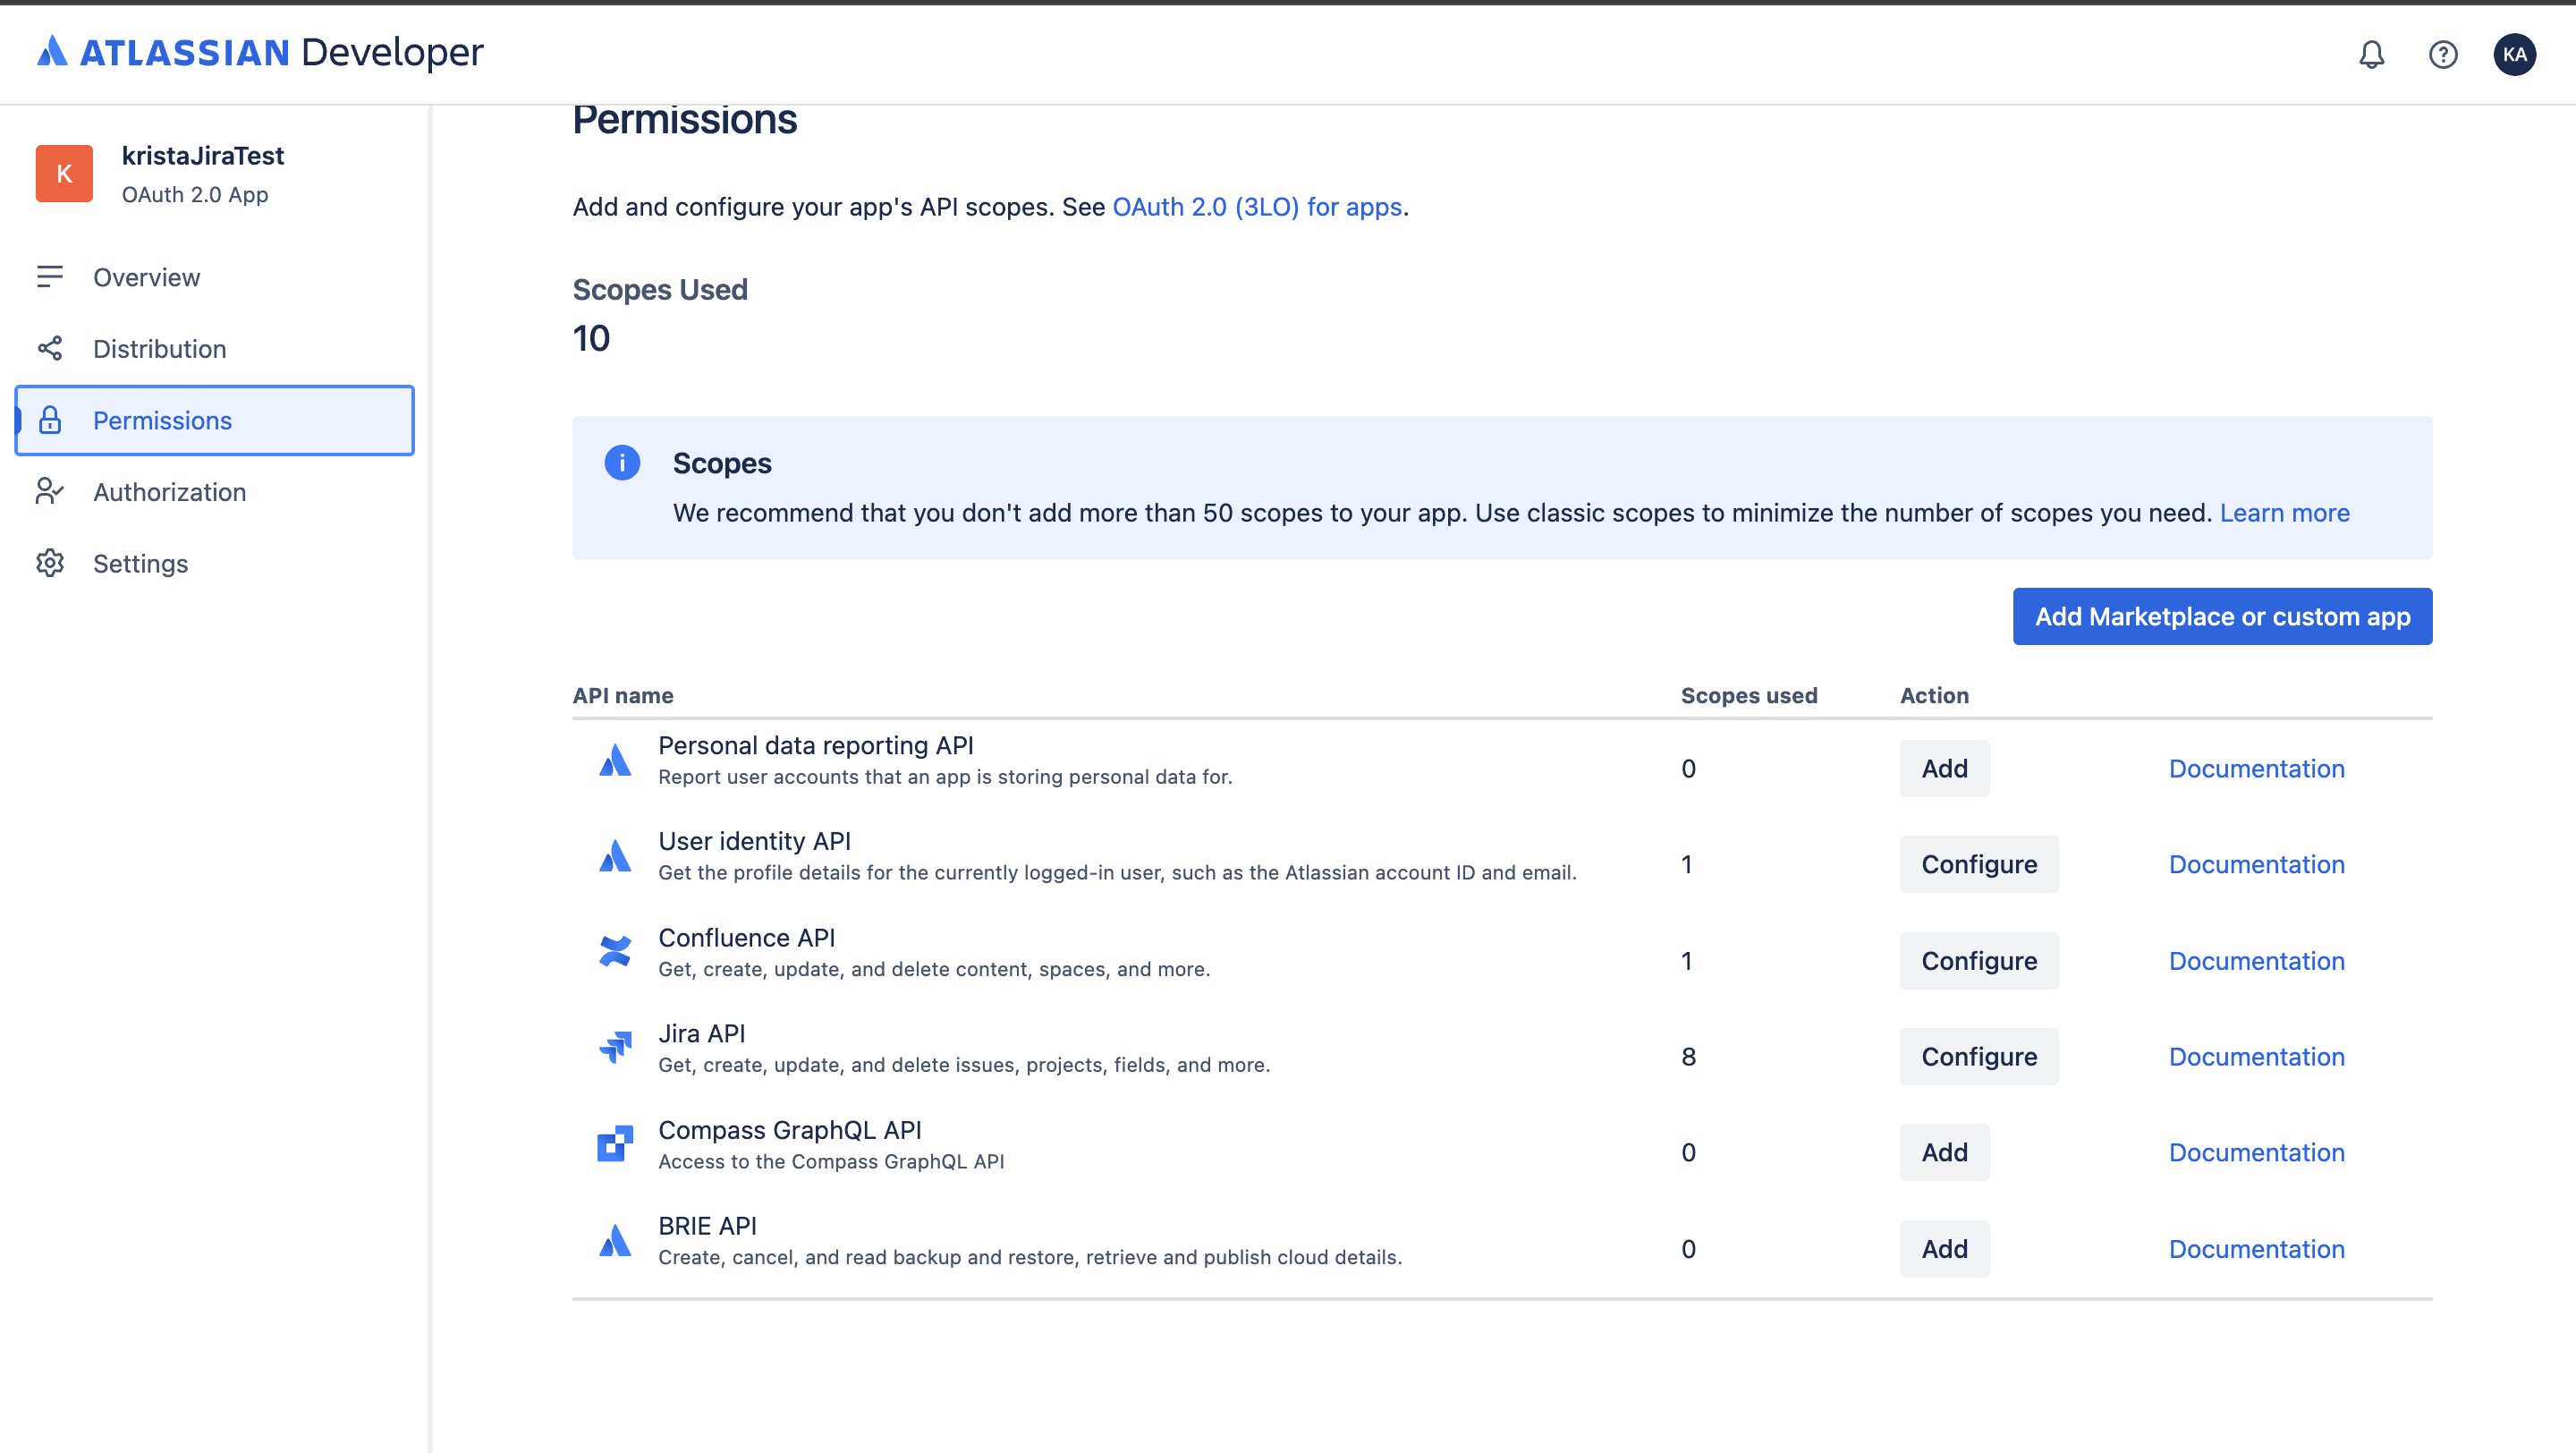 ATLASSIAN Developer
KA
K
kristaJiraTest
OAuth 2.0 App
Overview
Distribution
Permissions
Authorization
Settings
Permissions
Add and configure your app's API scopes. See OAuth 2.0 (3LO) for apps.
Scopes Used
10
Scopes
We recommend that you don't add more than 50 scopes to your app. Use classic scopes to minimize the number of scopes you need. Learn more
Add Marketplace or custom app
API name Scopes used Action
Personal data reporting API
Report user accounts that an app is storing personal data for.
0 Add Documentation
User identity API
Get the profile details for the currently logged-in user, such as the Atlassian account ID and email.
1 Configure Documentation
Confluence API
Get, create, update, and delete content, spaces, and more.
1 Configure Documentation
Jira API
Get, create, update, and delete issues, projects, fields, and more.
8 Configure Documentation
Compass GraphQL API
Access to the Compass GraphQL API
0 Add Documentation
BRIE API
Create, cancel, and read backup and restore, retrieve and publish cloud details.
0 Add Documentation